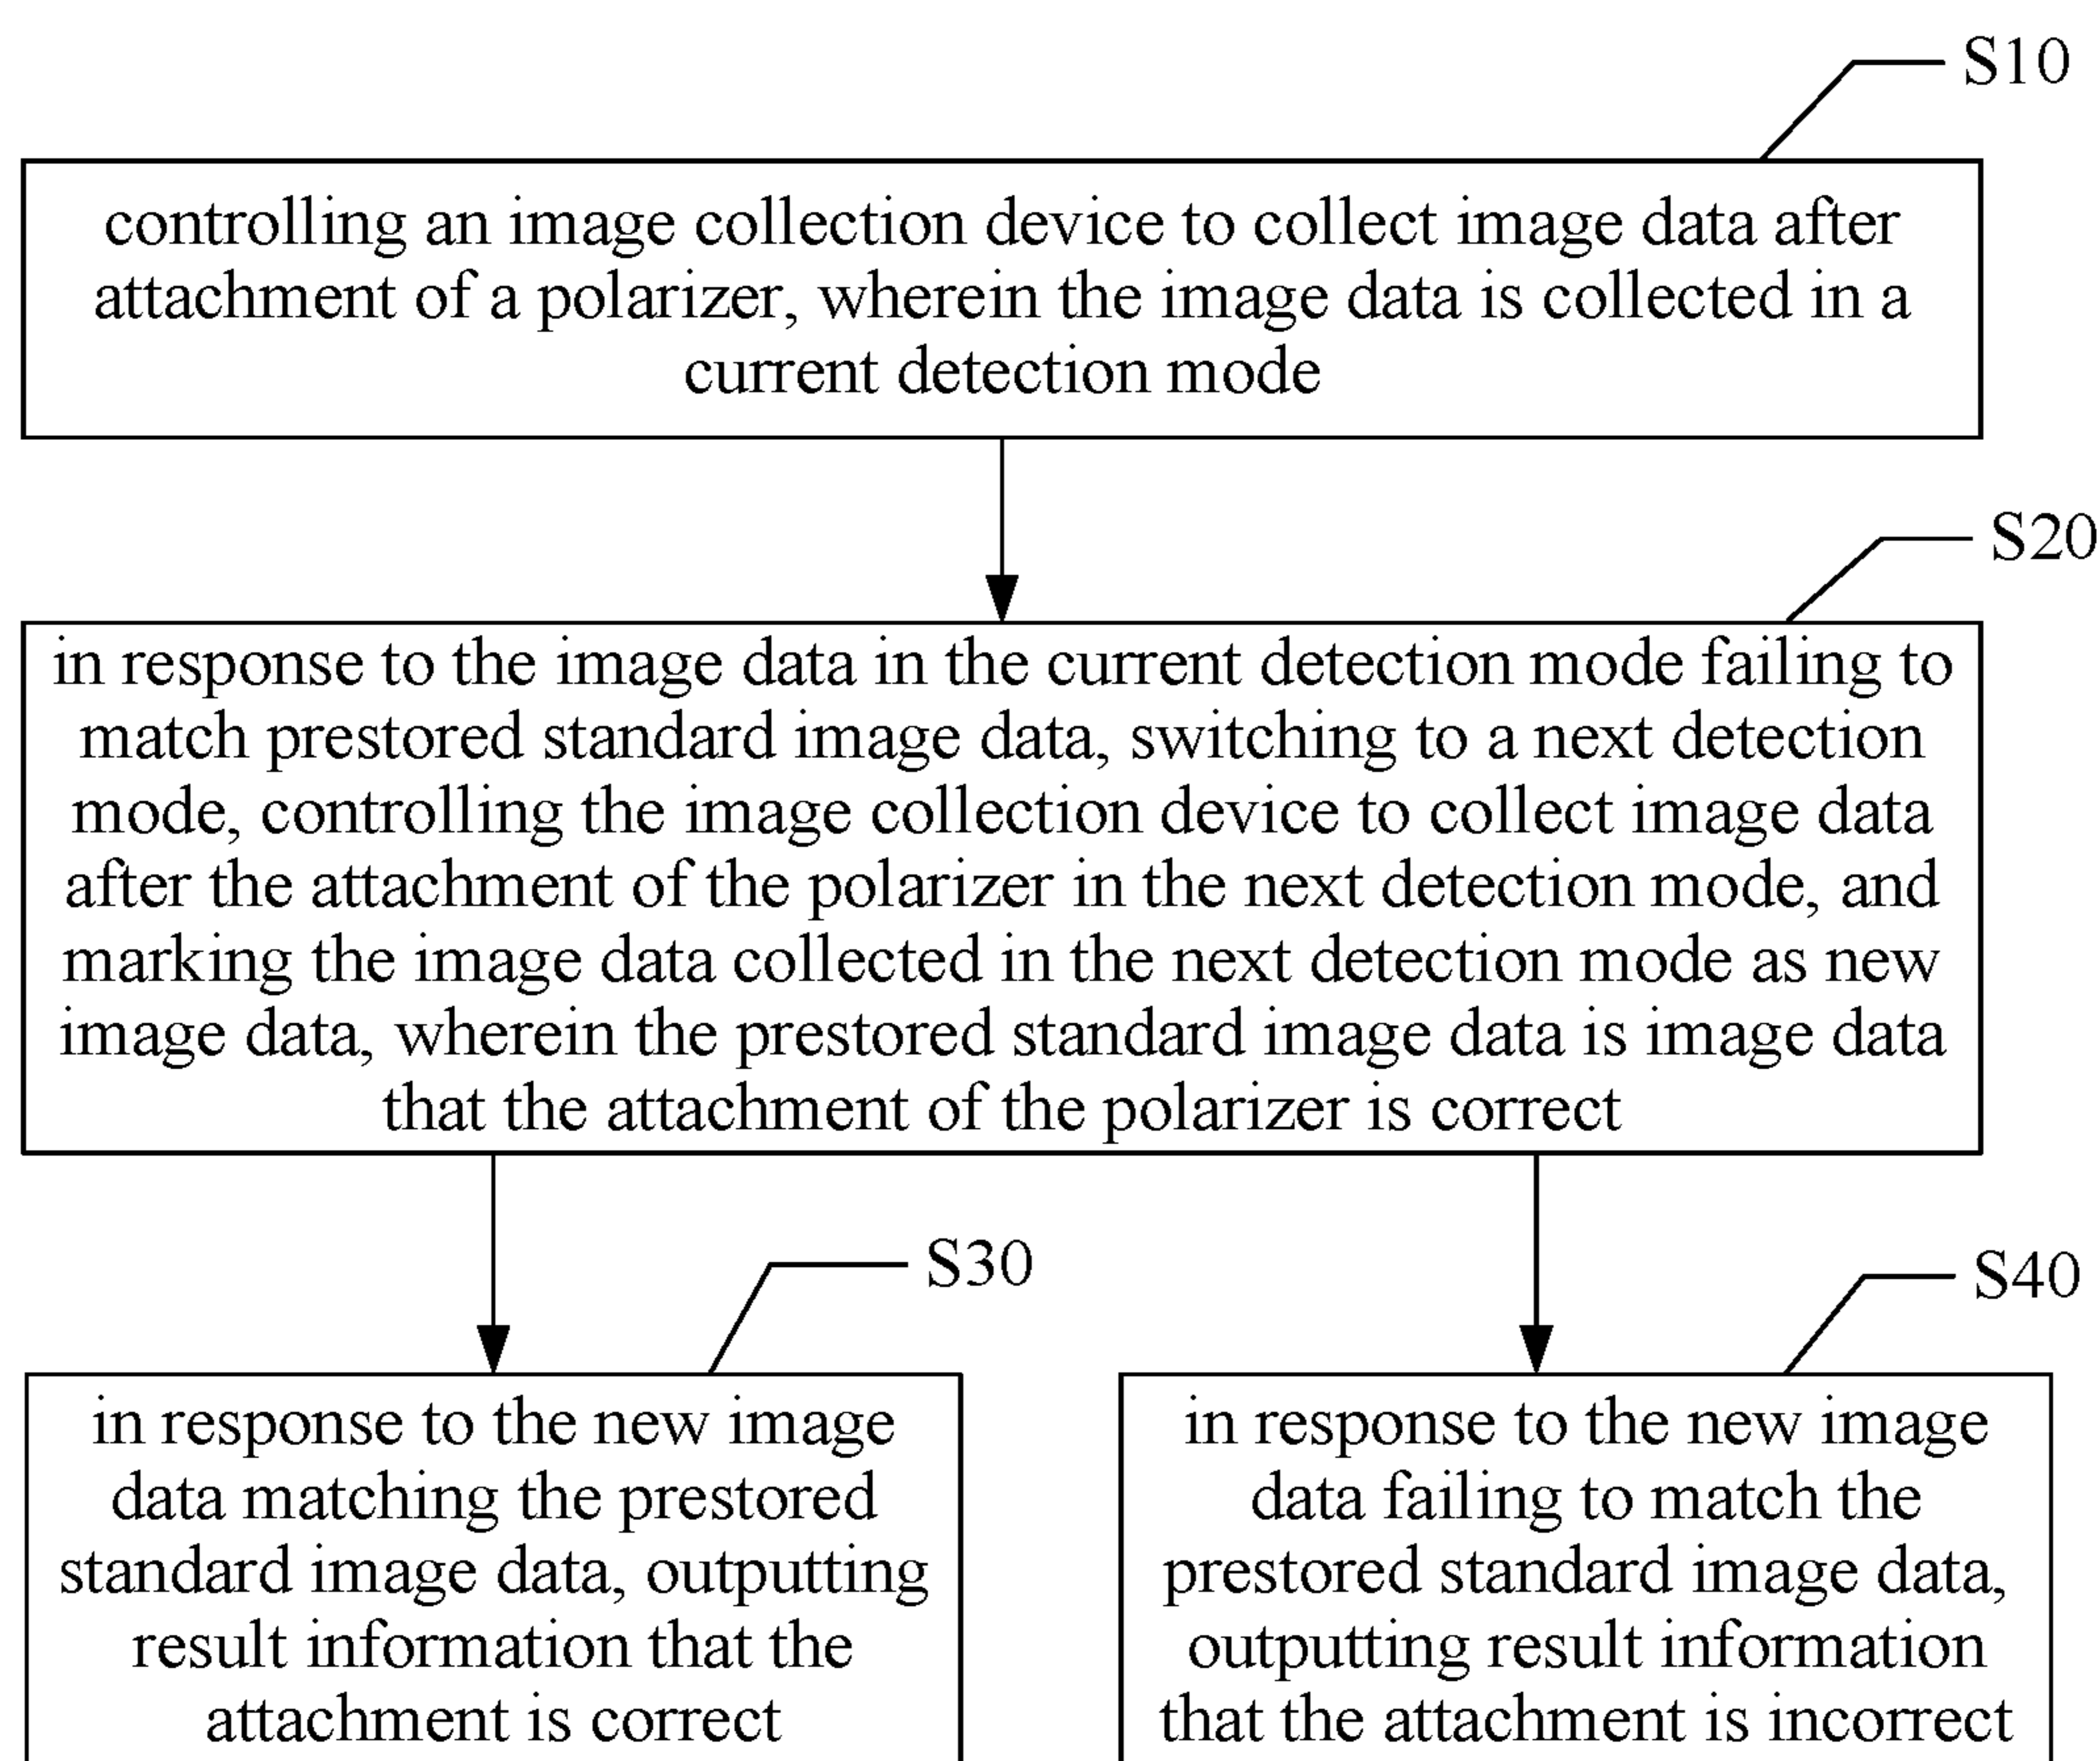 S10
controlling an image collection device to collect image data after
attachment of a polarizer, wherein the image data is collected in a
current detection mode
S20
in response to the image data in the current detection mode failing to
match prestored standard image data, switching to a next detection
mode, controlling the image collection device to collect image data
after the attachment of the polarizer in the next detection mode, and
marking the image data collected in the next detection mode as new
image data, wherein the prestored standard image data is image data
that the attachment of the polarizer is correct
S30
in response to the new image
data matching the prestored
standard image data, outputting
result information that the
attachment is correct
S40
in response to the new image
data failing to match the
prestored standard image data,
outputting result information
that the attachment is incorrect